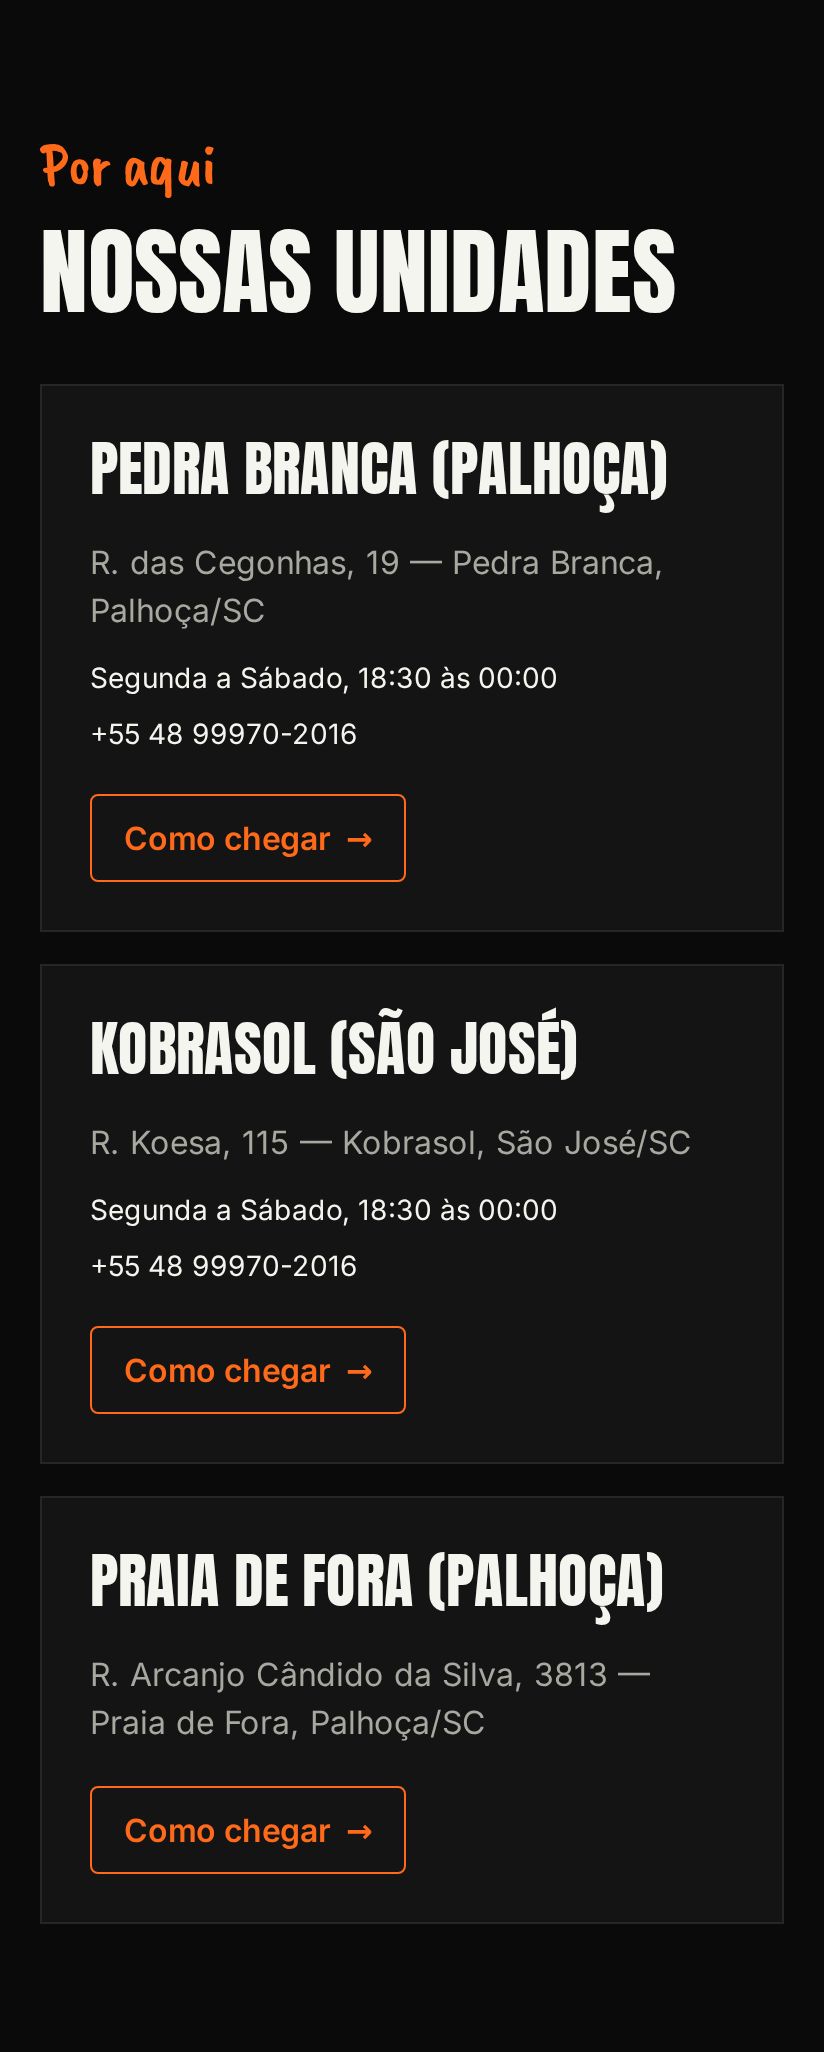 Por aqui
NOSSAS UNIDADES
PEDRA BRANCA (PALHOÇA)
R. das Cegonhas, 19 — Pedra Branca,
Palhoça/SC
Segunda a Sábado, 18:30 às 00:00
+55 48 99970-2016
Como chegar →
KOBRASOL (SÃO JOSÉ)
R. Koesa, 115 — Kobrasol, São José/SC
Segunda a Sábado, 18:30 às 00:00
+55 48 99970-2016
Como chegar →
PRAIA DE FORA (PALHOÇA)
R. Arcanjo Cândido da Silva, 3813 —
Praia de Fora, Palhoça/SC
Como chegar →